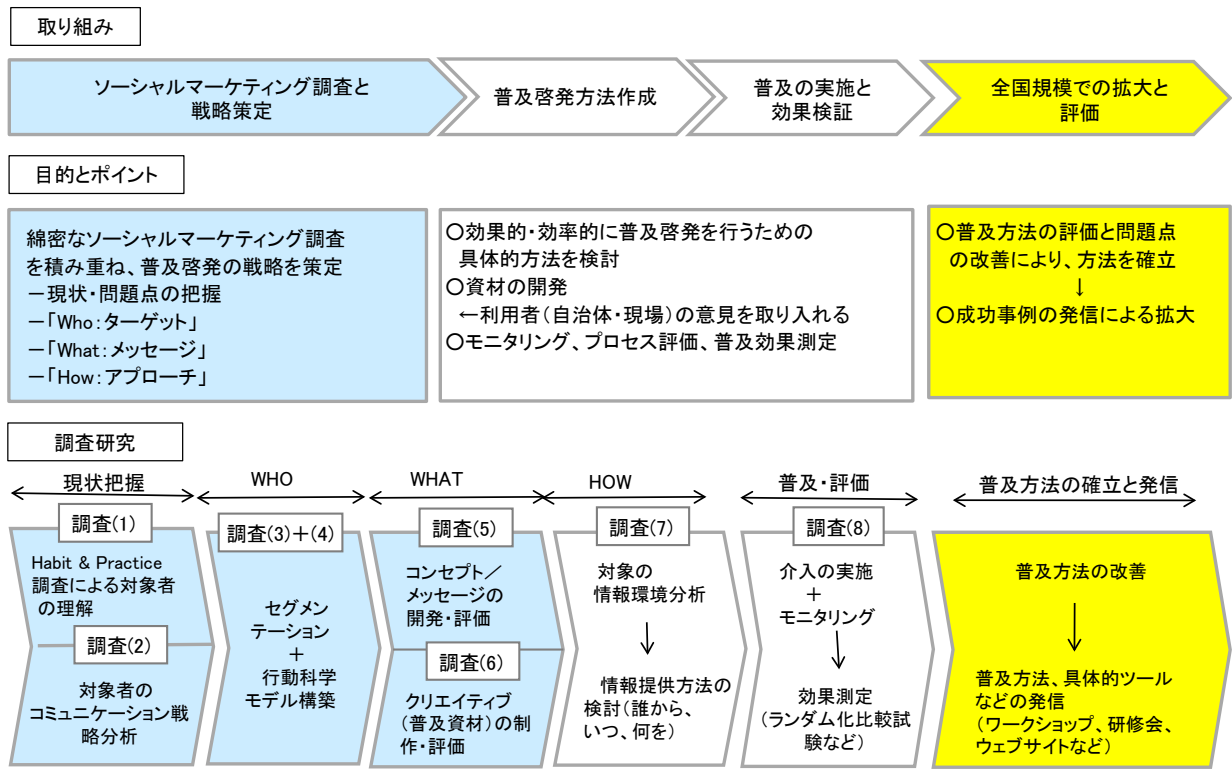 取り組み
ソーシャルマーケティング調査と
戦略策定
普及啓発方法作成
普及の実施と
効果検証
全国規模での拡大と
評価
目的とポイント
綿密なソーシャルマーケティング調査
を積み重ね、普及啓発の戦略を策定
－現状・問題点の把握
－「Who：ターゲット」
－「What：メッセージ」
－「How：アプローチ」
○効果的・効率的に普及啓発を行うための
具体的方法を検討
○資材の開発
←利用者（自治体・現場）の意見を取り入れる
○モニタリング、プロセス評価、普及効果測定
○普及方法の評価と問題点
の改善により、方法を確立
↓
○成功事例の発信による拡大
調査研究
現状把握
WHO
WHAT
HOW
普及・評価
普及方法の確立と発信
調査(1)
Habit & Practice
調査による対象者
の理解
調査(2)
対象者の
コミュニケーション戦
略分析
調査(3)＋(4)
セグメン
テーション
＋
行動科学
モデル構築
調査(5)
コンセプト／
メッセージの
開発・評価
調査(6)
クリエイティブ
（普及資材）の制
作・評価
調査(7)
対象の
情報環境分析
情報提供方法の
検討（誰から、
いつ、何を）
調査(8)
介入の実施
＋
モニタリング
効果測定
（ランダム化比較試
験など）
普及方法の改善
普及方法、具体的ツール
などの発信
（ワークショップ、研修会、
ウェブサイトなど）